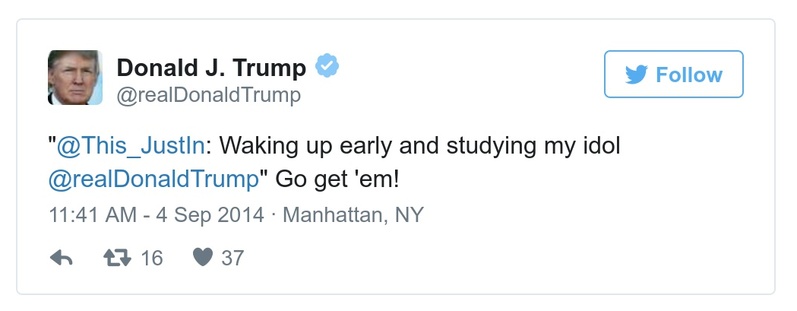 Donald J. Trump
@realDonaldTrump
Follow
"@This_JustIn: Waking up early and studying my idol
@realDonaldTrump" Go get 'em!
11:41 AM - 4 Sep 2014 · Manhattan, NY
16 37